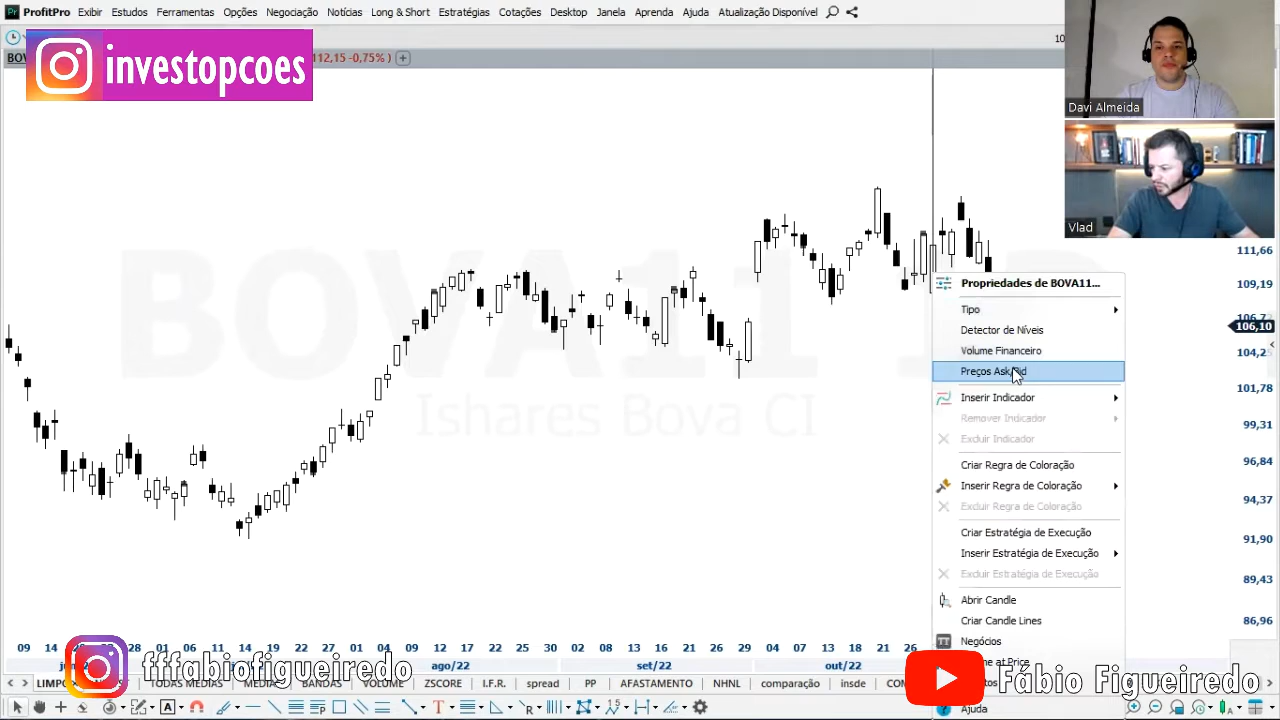 ProfitPro Exibir Estudos Ferramentas Opções Negociação Notícias Long & Short Estratégias Cotações Desktop Janela Aprenda Ajuda Atualização Disponível
investopcoes
112,15 -0,75% )
Davi Almeida
Vlad
BOVA11
Ishares Bova CI
Propriedades de BOVA11...
Tipo
Detector de Níveis
Volume Financeiro
Preços Ask/Bid
Inserir Indicador
Remover Indicador
Excluir Indicador
Criar Regra de Coloração
Inserir Regra de Coloração
Excluir Regra de Coloração
Criar Estratégia de Execução
Inserir Estratégia de Execução
Excluir Estratégia de Execução
Abrir Candle
Criar Candle Lines
Negócios
at Price
Ajuda
111,66
109,19
106,10
101,78
99,31
96,84
94,37
91,90
89,43
86,96
09 14 22 28 06 11 14 19 22 27 01 04 09 12 17 22 25 30 02 08 13 16 21 26 29 04 07 13 18 21 26
ago/22 set/22 out/22
fffabiofigueiredo
Fábio Figueiredo
TODAS MÉDIAS BANDAS VOLUME ZSCORE I.F.R. spread PP AFASTAMENTO NHNL comparação insde